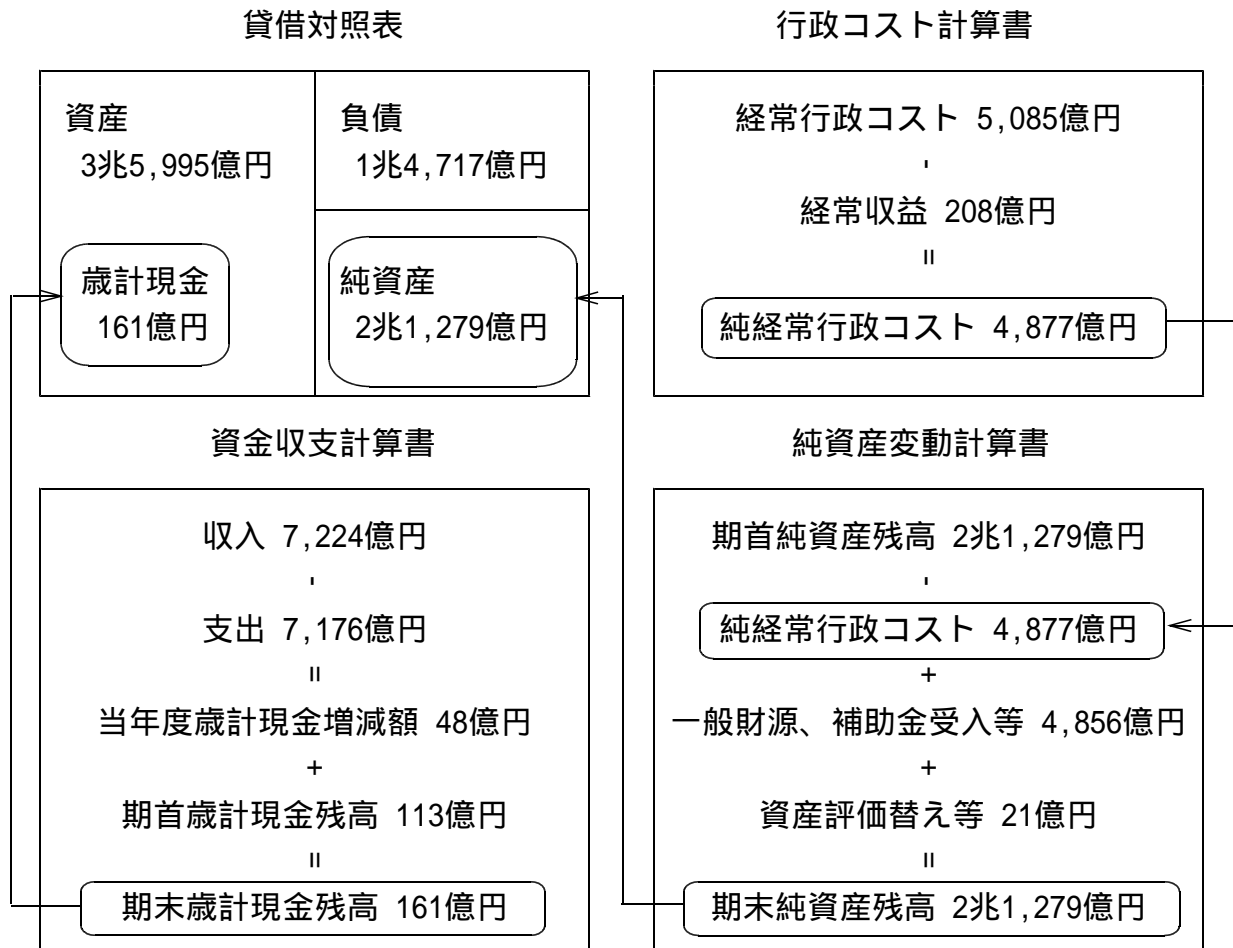 貸借対照表
資産
3兆5,995億円
負債
1兆4,717億円
歳計現金
161億円
純資産
2兆1,279億円
行政コスト計算書
経常行政コスト 5,085億円
-
経常収益 208億円
=
純経常行政コスト 4,877億円
資金収支計算書
収入 7,224億円
-
支出 7,176億円
=
当年度歳計現金増減額 48億円
+
期首歳計現金残高 113億円
=
期末歳計現金残高 161億円
純資産変動計算書
期首純資産残高 2兆1,279億円
-
純経常行政コスト 4,877億円
+
一般財源、補助金受入等 4,856億円
+
資産評価替え等 21億円
=
期末純資産残高 2兆1,279億円